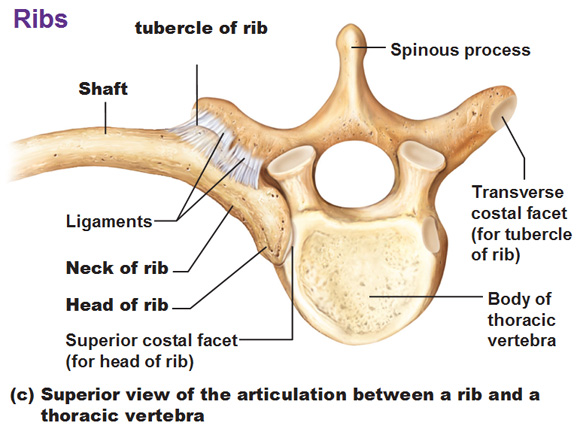 Ribs
tubercle of rib
Spinous process
Shaft
Ligaments
Transverse
costal facet
(for tubercle
of rib)
Neck of rib
Head of rib
Body of
thoracic
vertebra
Superior costal facet
(for head of rib)
(c) Superior view of the articulation between a rib and a
thoracic vertebra